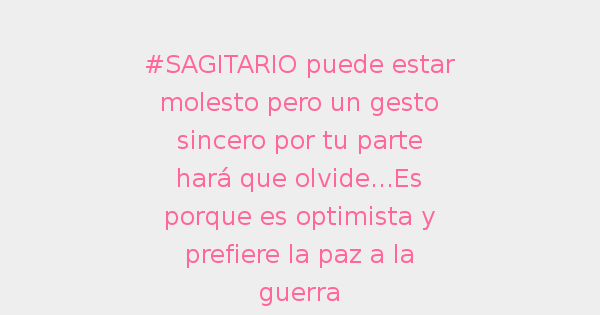 #SAGITARIO puede estar
molesto pero un gesto
sincero por tu parte
hará que olvide...Es
porque es optimista y
prefiere la paz a la
guerra